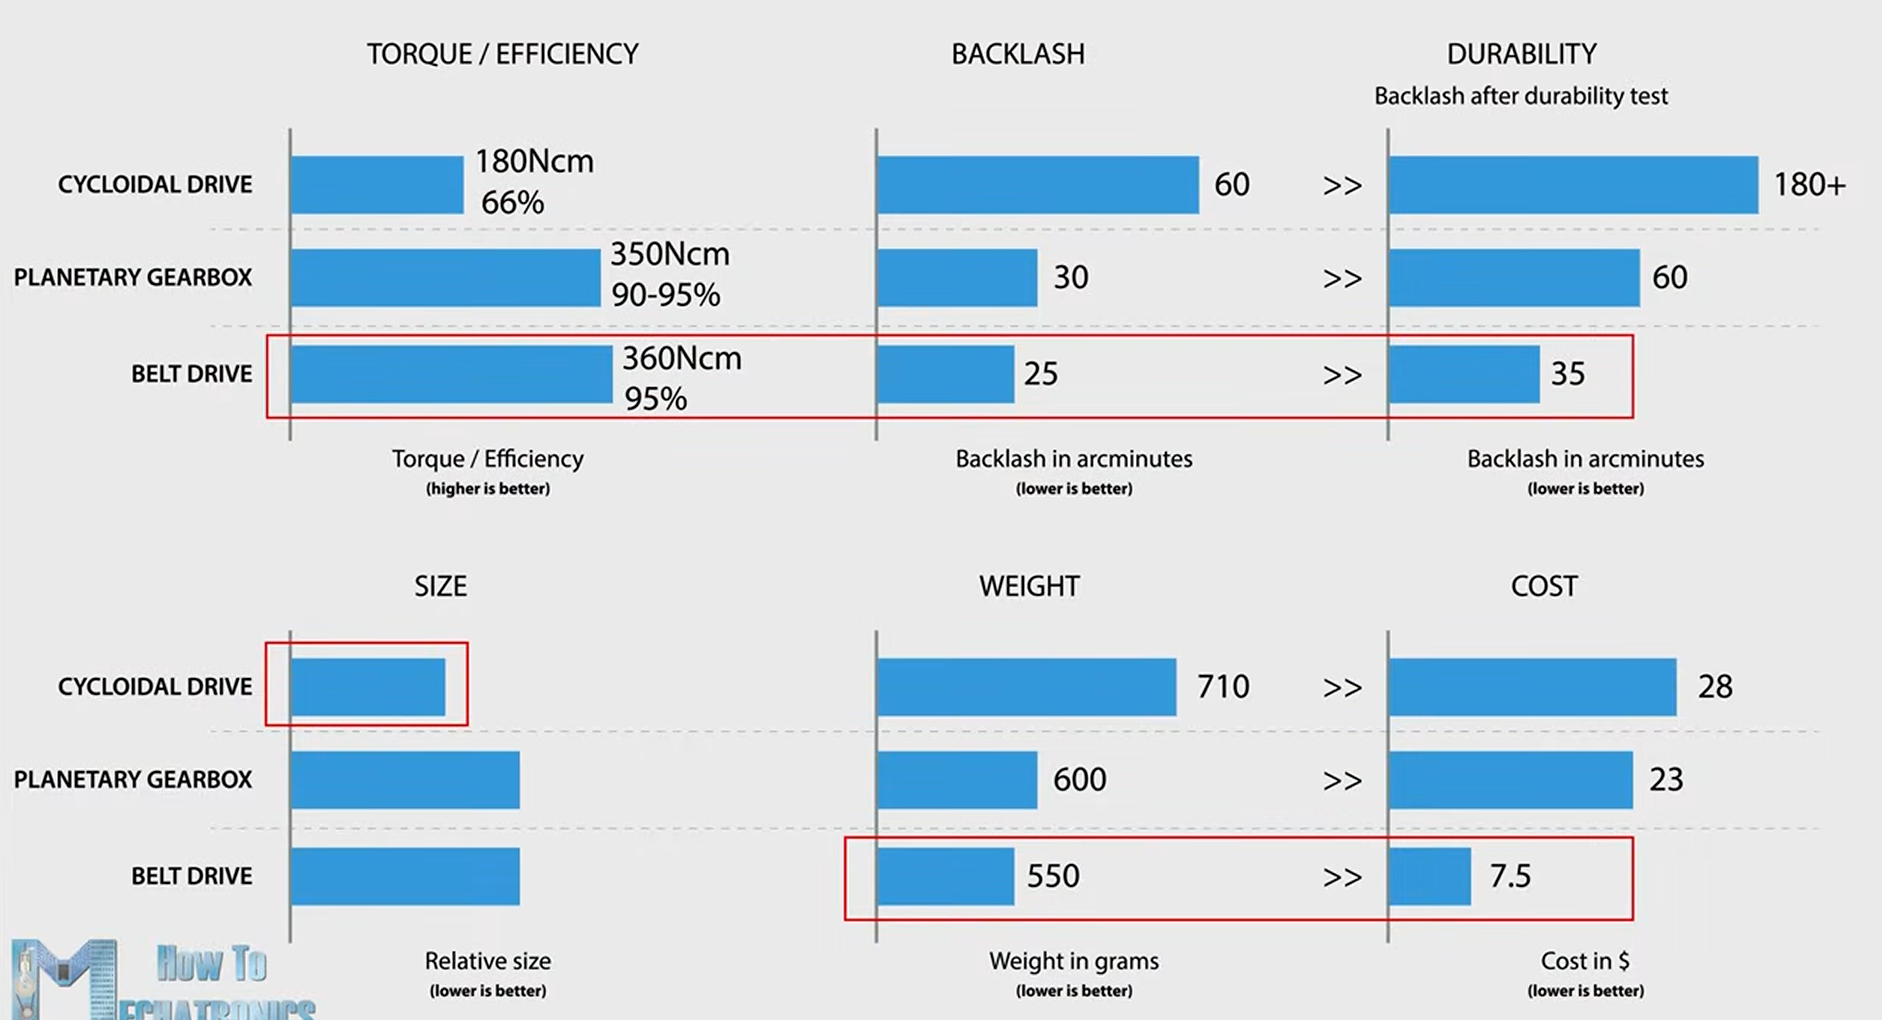 TORQUE / EFFICIENCY
BACKLASH
DURABILITY
Backlash after durability test
CYCLOIDAL DRIVE
180Ncm
66%
60
>>
180+
PLANETARY GEARBOX
350Ncm
90-95%
30
>>
60
BELT DRIVE
360Ncm
95%
25
>>
35
Torque / Efficiency
(higher is better)
Backlash in arcminutes
(lower is better)
Backlash in arcminutes
(lower is better)
SIZE
WEIGHT
COST
CYCLOIDAL DRIVE
710
>>
28
PLANETARY GEARBOX
600
>>
23
BELT DRIVE
550
>>
7.5
Relative size
(lower is better)
Weight in grams
(lower is better)
Cost in $
(lower is better)
How To
MECHATRONICS